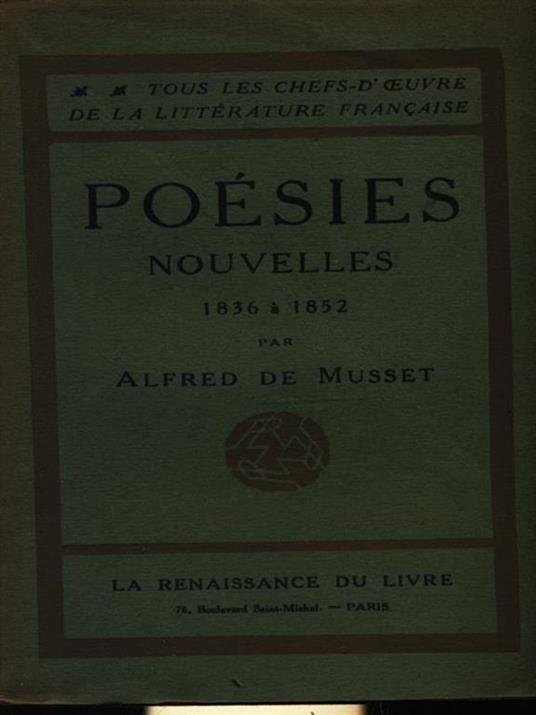 TOUS LES CHEFS-D'ŒUVRE
DE LA LITTÉRATURE FRANÇAISE
POÉSIES
NOUVELLES
1836 à 1852
PAR
ALFRED DE MUSSET
LA RENAISSANCE DU LIVRE
78, Boulevard Saint-Michel. — PARIS